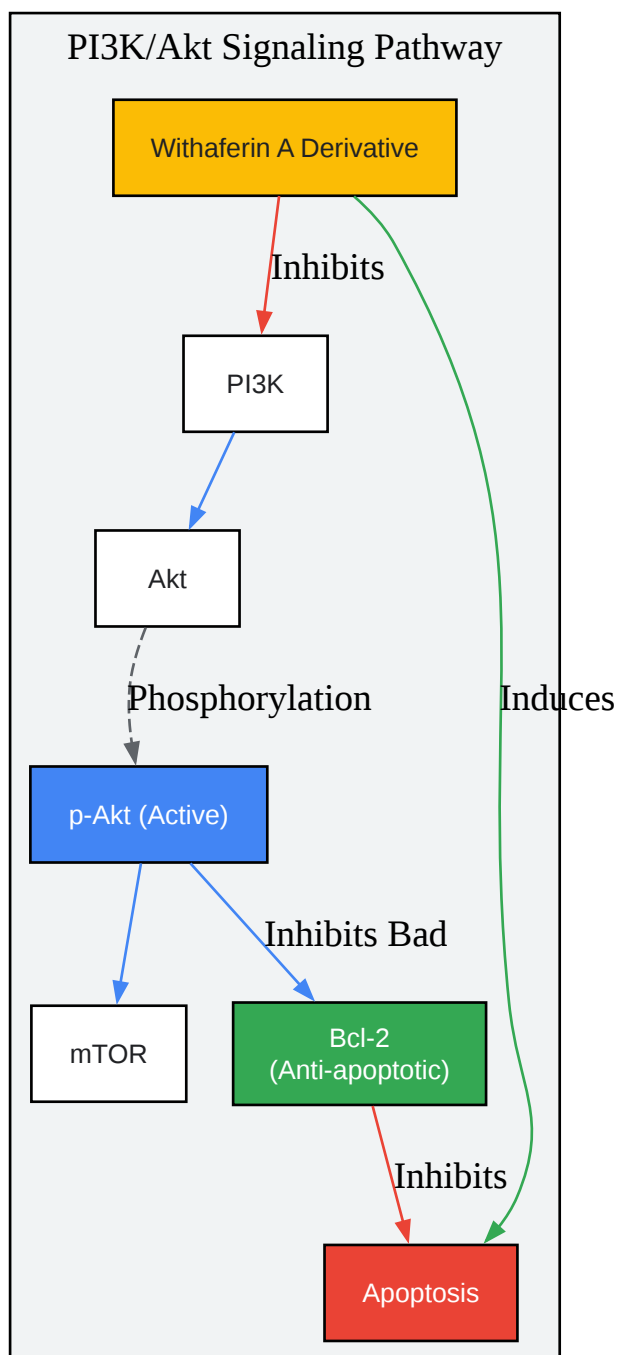 PI3K/Akt Signaling Pathway
Withaferin A Derivative
Inhibits
PI3K
Akt
Phosphorylation
Induces
p-Akt (Active)
Inhibits Bad
mTOR
Bcl-2
(Anti-apoptotic)
Inhibits
Apoptosis